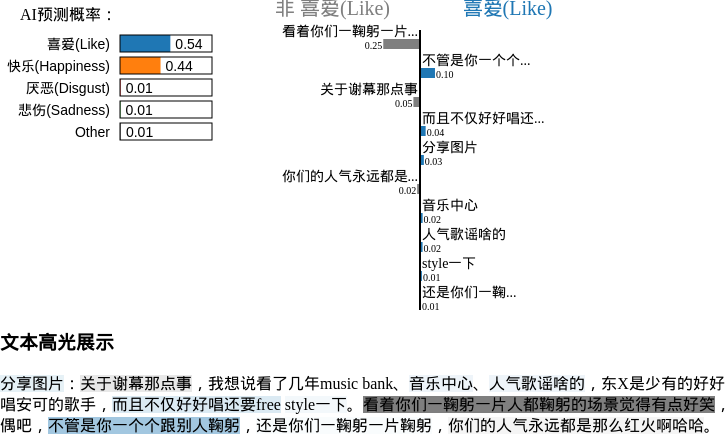 AI预测概率：
喜爱(Like) 0.54
快乐(Happiness) 0.44
厌恶(Disgust) 0.01
悲伤(Sadness) 0.01
Other 0.01
非 喜爱(Like) 喜爱(Like)
看着你们一鞠躬一片...
0.25
不管是你一个个...
0.10
关于谢幕那点事
0.05
而且不仅好好唱还...
0.04
分享图片
0.03
你们的人气永远都是...
0.02
音乐中心
0.02
人气歌谣啥的
0.02
style一下
0.01
还是你们一鞠...
0.01
文本高光展示
分享图片：关于谢幕那点事，我想说看了几年music bank、音乐中心、人气歌谣啥的，东X是少有的好好
唱安可的歌手，而且不仅好好唱还要free style一下。看着你们一鞠躬一片人都鞠躬的场景觉得有点好笑，
偶吧，不管是你一个个跟别人鞠躬，还是你们一鞠躬一片鞠躬，你们的人气永远都是那么红火啊哈哈。